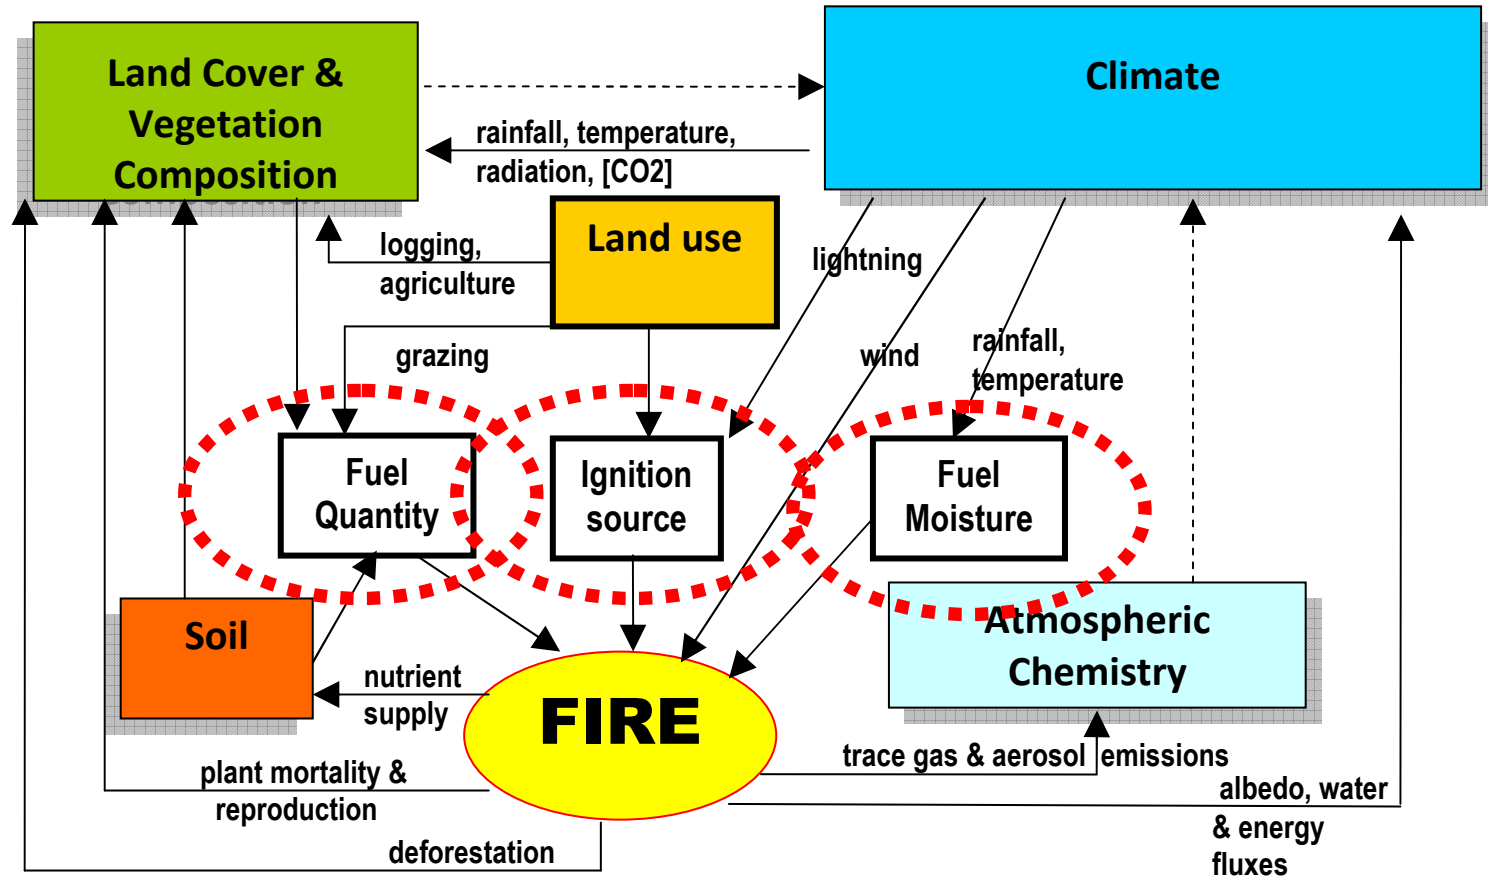 Land Cover &
Vegetation
Composition
Climate
rainfall, temperature,
radiation, [CO2]
Land use
logging,
agriculture
lightning
grazing
wind
rainfall,
temperature
Fuel
Quantity
Ignition
source
Fuel
Moisture
Soil
Atmospheric
Chemistry
nutrient
supply
FIRE
trace gas & aerosol emissions
plant mortality &
reproduction
albedo, water
& energy
fluxes
deforestation